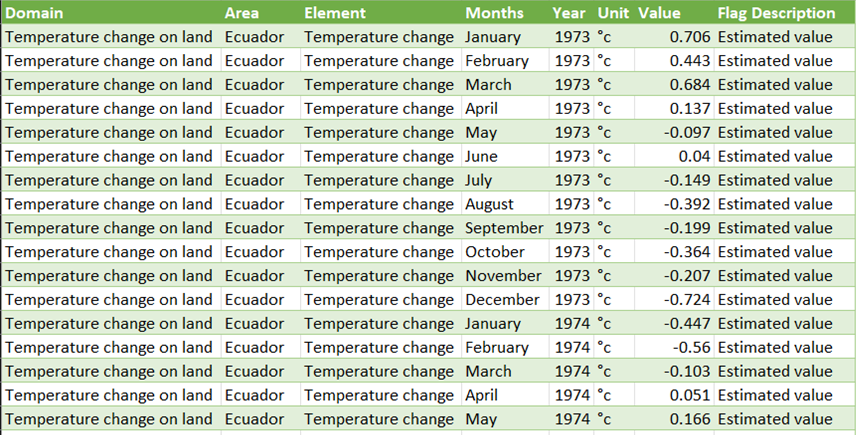 Domain Area Element Months Year Unit Value Flag Description
Temperature change on land Ecuador Temperature change January 1973 °c 0.706 Estimated value
Temperature change on land Ecuador Temperature change February 1973 °c 0.443 Estimated value
Temperature change on land Ecuador Temperature change March 1973 °c 0.684 Estimated value
Temperature change on land Ecuador Temperature change April 1973 °c 0.137 Estimated value
Temperature change on land Ecuador Temperature change May 1973 °c -0.097 Estimated value
Temperature change on land Ecuador Temperature change June 1973 °c 0.04 Estimated value
Temperature change on land Ecuador Temperature change July 1973 °c -0.149 Estimated value
Temperature change on land Ecuador Temperature change August 1973 °c -0.392 Estimated value
Temperature change on land Ecuador Temperature change September 1973 °c -0.199 Estimated value
Temperature change on land Ecuador Temperature change October 1973 °c -0.364 Estimated value
Temperature change on land Ecuador Temperature change November 1973 °c -0.207 Estimated value
Temperature change on land Ecuador Temperature change December 1973 °c -0.724 Estimated value
Temperature change on land Ecuador Temperature change January 1974 °c -0.447 Estimated value
Temperature change on land Ecuador Temperature change February 1974 °c -0.56 Estimated value
Temperature change on land Ecuador Temperature change March 1974 °c -0.103 Estimated value
Temperature change on land Ecuador Temperature change April 1974 °c 0.051 Estimated value
Temperature change on land Ecuador Temperature change May 1974 °c 0.166 Estimated value